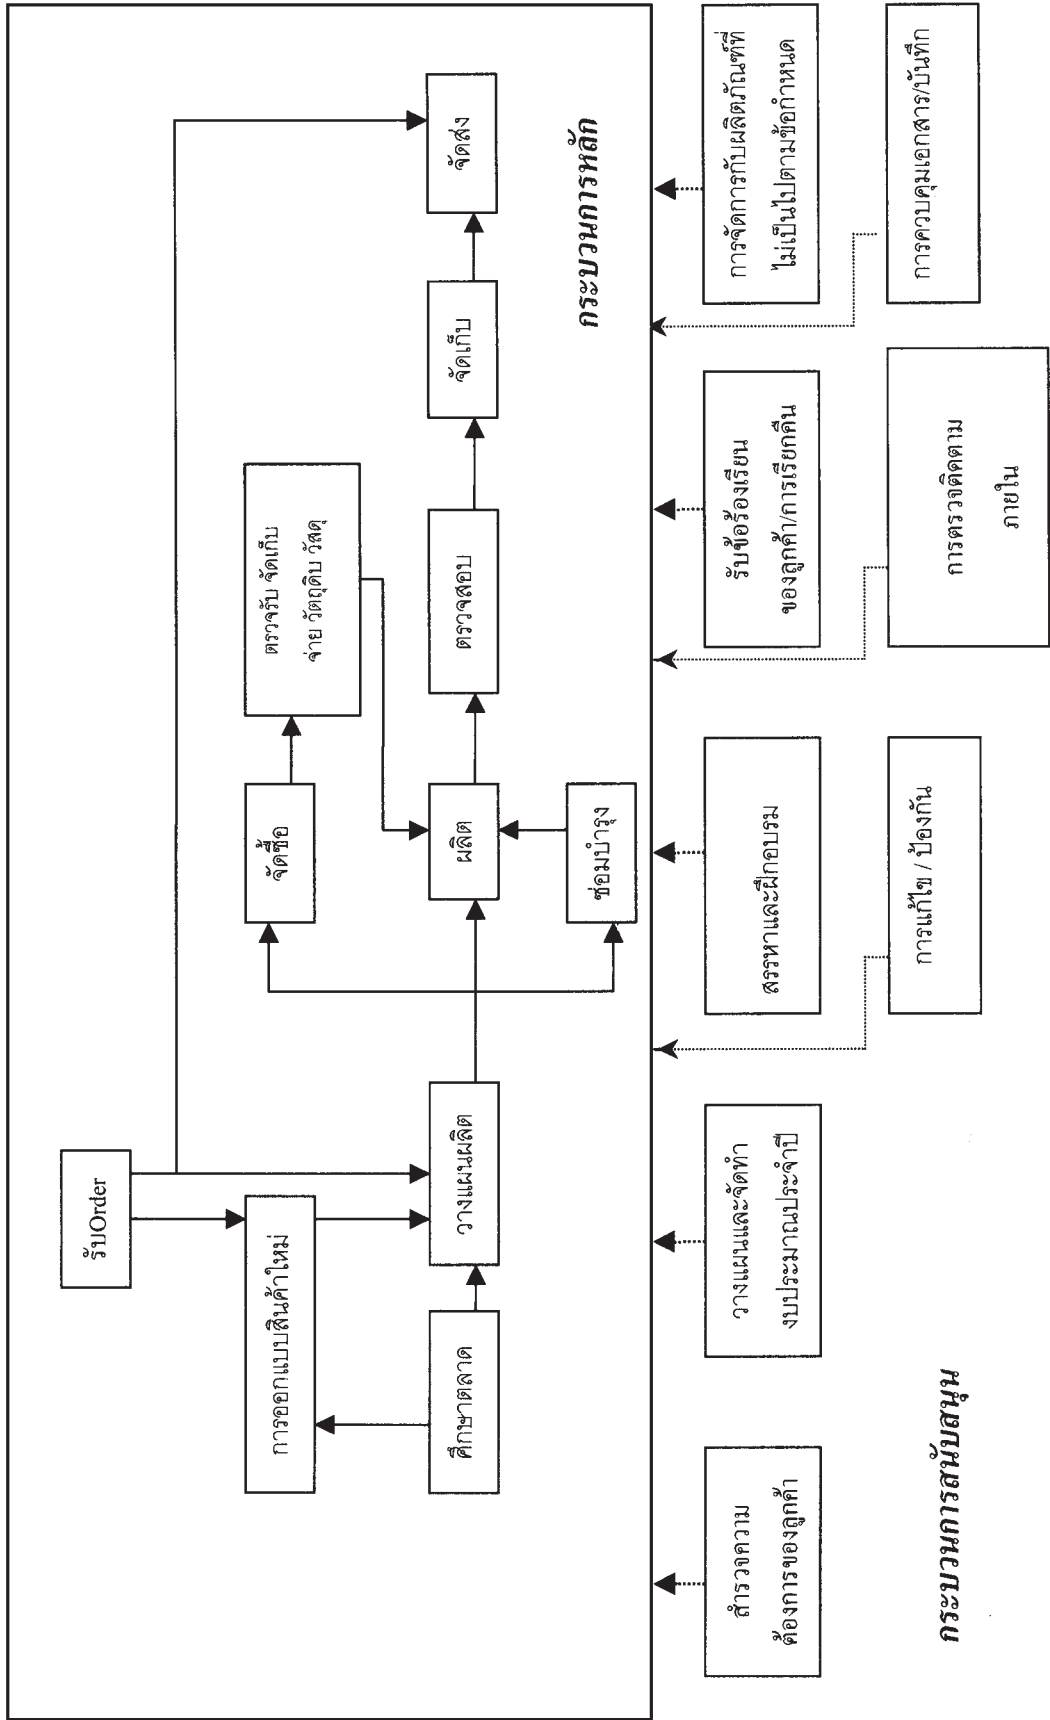 รับOrder
การออกแบบสินค้าใหม่
จัดซื้อ
ตรวจรับ จัดเก็บ
จ่าย วัตถุดิบ วัสดุ
ศึกษาตลาด
วางแผนผลิต
ผลิต
ตรวจสอบ
จัดเก็บ
จัดส่ง
ซ่อมบำรุง
กระบวนการหลัก
สำรวจความ
ต้องการของลูกค้า
วางแผนและจัดทำ
งบประมาณประจำปี
สรรหาและฝึกอบรม
รับข้อร้องเรียน
ของลูกค้า/การเรียกคืน
การจัดการกับผลิตภัณฑ์ที่
ไม่เป็นไปตามข้อกำหนด
กระบวนการสนับสนุน
การแก้ไข / ป้องกัน
การตรวจติดตาม
ภายใน
การควบคุมเอกสาร/บันทึก